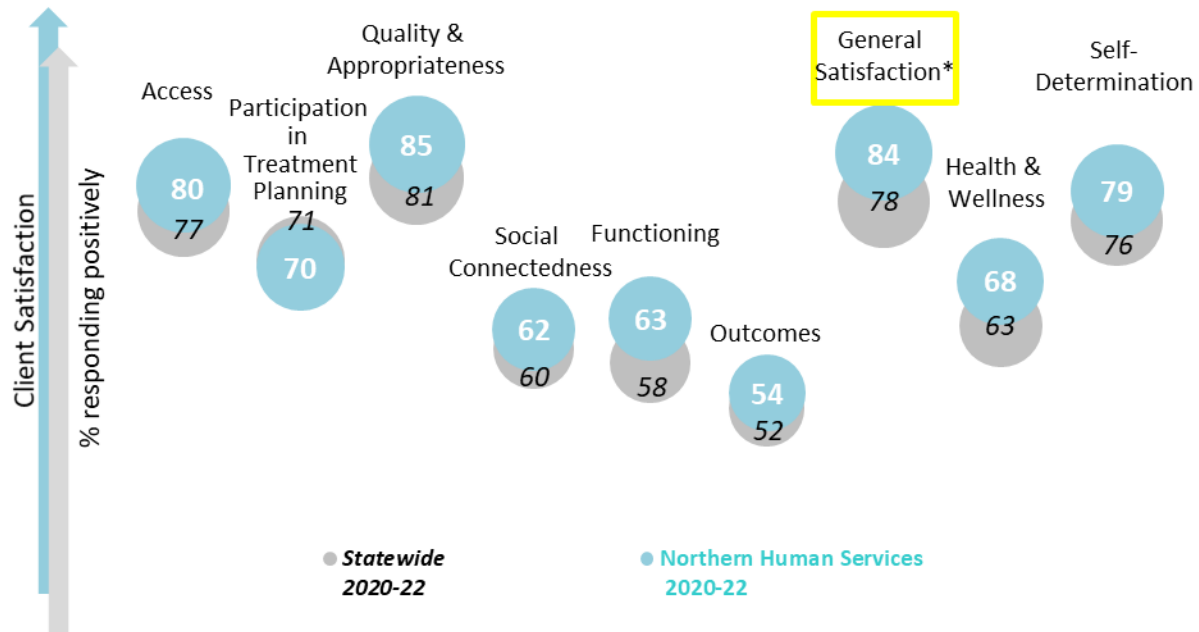 Client Satisfaction
% responding positively
Access
80
77
Participation
in
Treatment
Planning
71
70
Quality &
Appropriateness
85
81
Social
Connectedness
62
60
Functioning
63
58
Outcomes
54
52
General
Satisfaction*
84
78
Health &
Wellness
68
63
Self-
Determination
79
76
Statewide
2020-22
Northern Human Services
2020-22